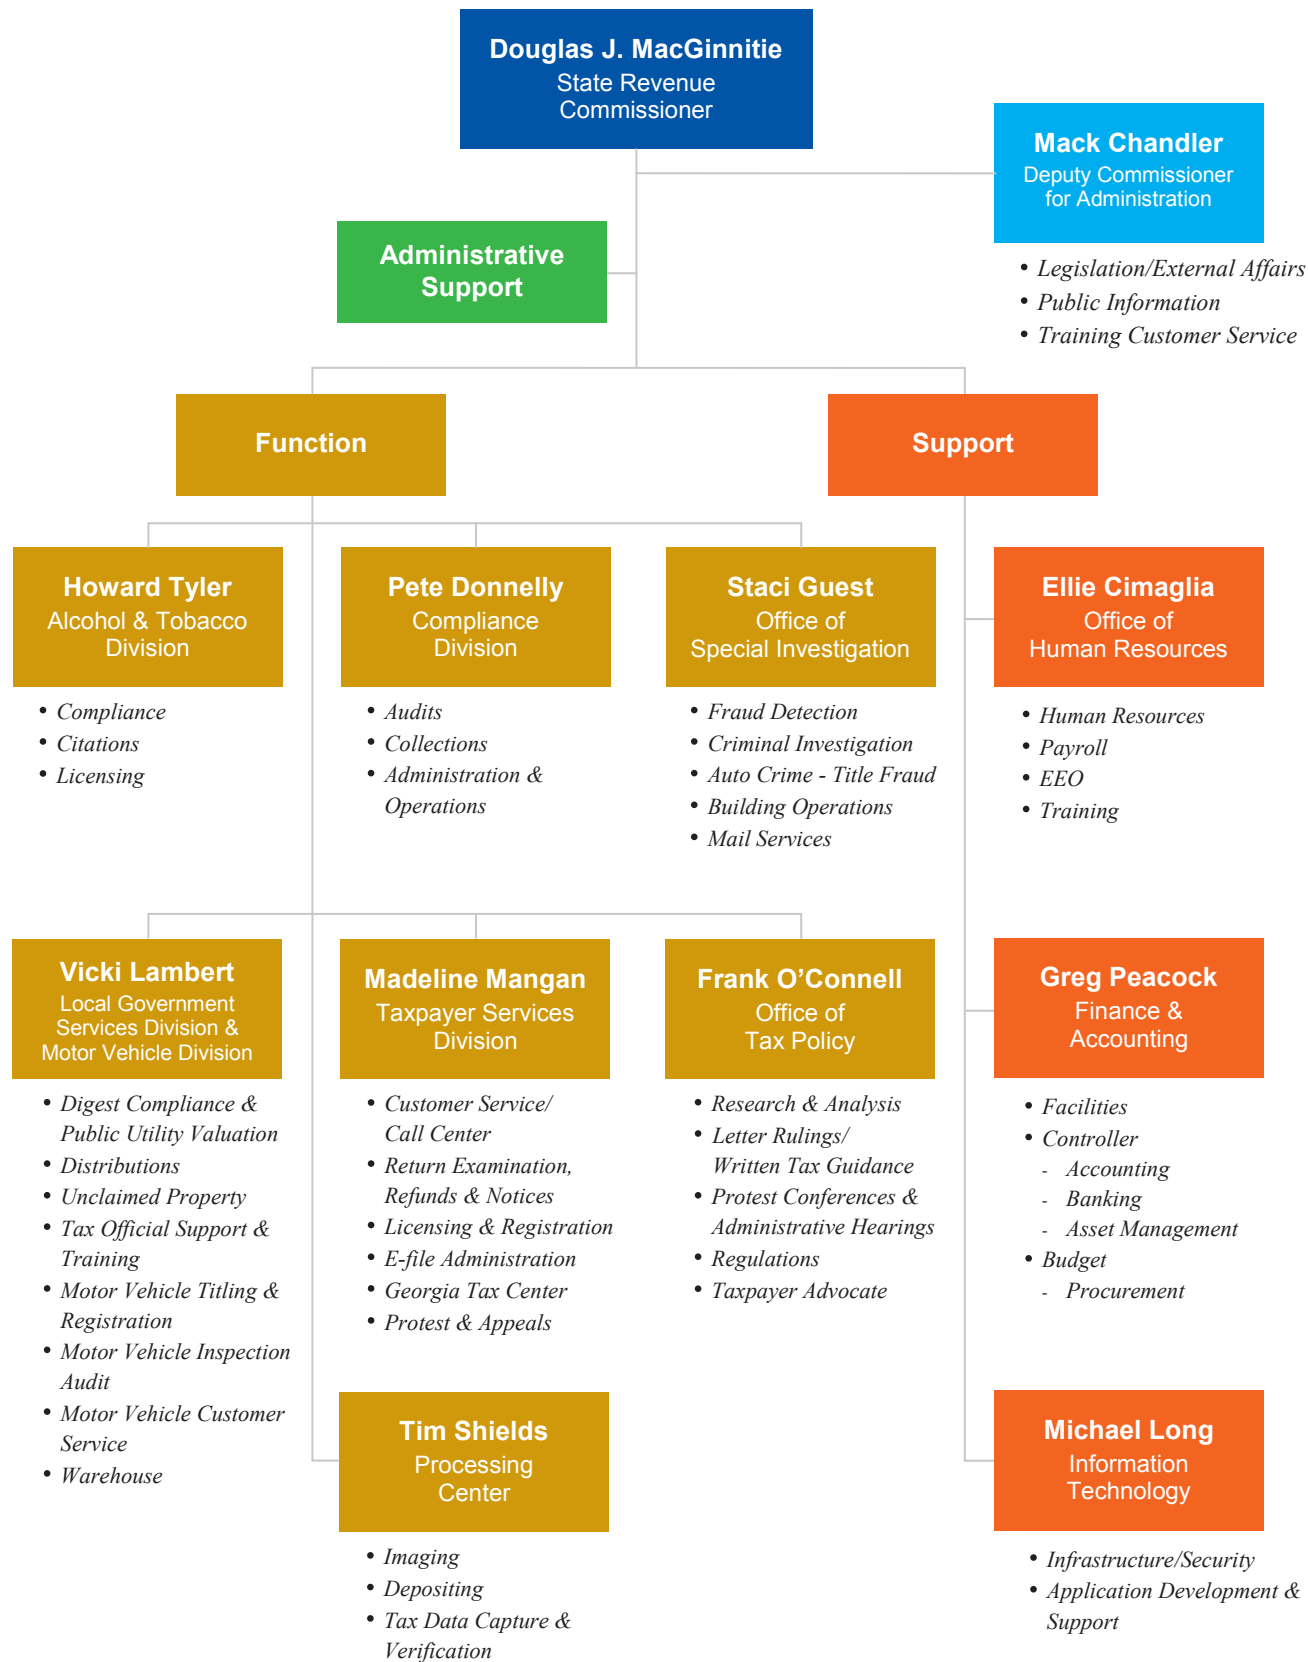 Douglas J. MacGinnitie
State Revenue
Commissioner
Mack Chandler
Deputy Commissioner
for Administration
• Legislation/External Affairs
• Public Information
• Training Customer Service
Administrative
Support
Function
Support
Howard Tyler
Alcohol & Tobacco
Division
• Compliance
• Citations
• Licensing
Pete Donnelly
Compliance
Division
• Audits
• Collections
• Administration &
Operations
Staci Guest
Office of
Special Investigation
• Fraud Detection
• Criminal Investigation
• Auto Crime - Title Fraud
• Building Operations
• Mail Services
Ellie Cimaglia
Office of
Human Resources
• Human Resources
• Payroll
• EEO
• Training
Vicki Lambert
Local Government
Services Division &
Motor Vehicle Division
• Digest Compliance &
Public Utility Valuation
• Distributions
• Unclaimed Property
• Tax Official Support &
Training
• Motor Vehicle Titling &
Registration
• Motor Vehicle Inspection
Audit
• Motor Vehicle Customer
Service
• Warehouse
Madeline Mangan
Taxpayer Services
Division
• Customer Service/
Call Center
• Return Examination,
Refunds & Notices
• Licensing & Registration
• E-file Administration
• Georgia Tax Center
• Protest & Appeals
Frank O’Connell
Office of
Tax Policy
• Research & Analysis
• Letter Rulings/
Written Tax Guidance
• Protest Conferences &
Administrative Hearings
• Regulations
• Taxpayer Advocate
Greg Peacock
Finance &
Accounting
• Facilities
• Controller
- Accounting
- Banking
- Asset Management
• Budget
- Procurement
Tim Shields
Processing
Center
• Imaging
• Depositing
• Tax Data Capture &
Verification
Michael Long
Information
Technology
• Infrastructure/Security
• Application Development &
Support